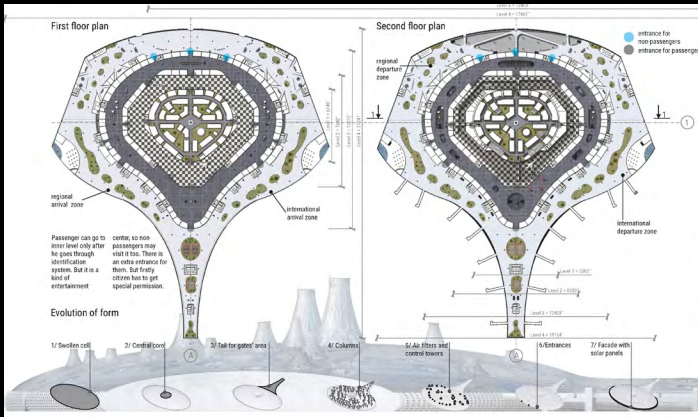 First floor plan
Second floor plan
entrance for
non-passengers
entrance for passenge
regional
departure
zone
1
1
1
regional
arrival zone
international
arrival zone
international
departure zone
Passenger can go to
inner level only after
he goes through
identification
system. But it is a
kind of
entertainment
center, so non-
passengers may
visit it too. There is
an extra entrance for
them. But firstly
citizen has to get
special permission.
Evolution of form
A
A
1/ Swollen cell
2/ Central core
3/ Tail for gates' area
4/ Columns
5/ Air filters and
control towers
6/Entrances
7/ Facade with
solar panels